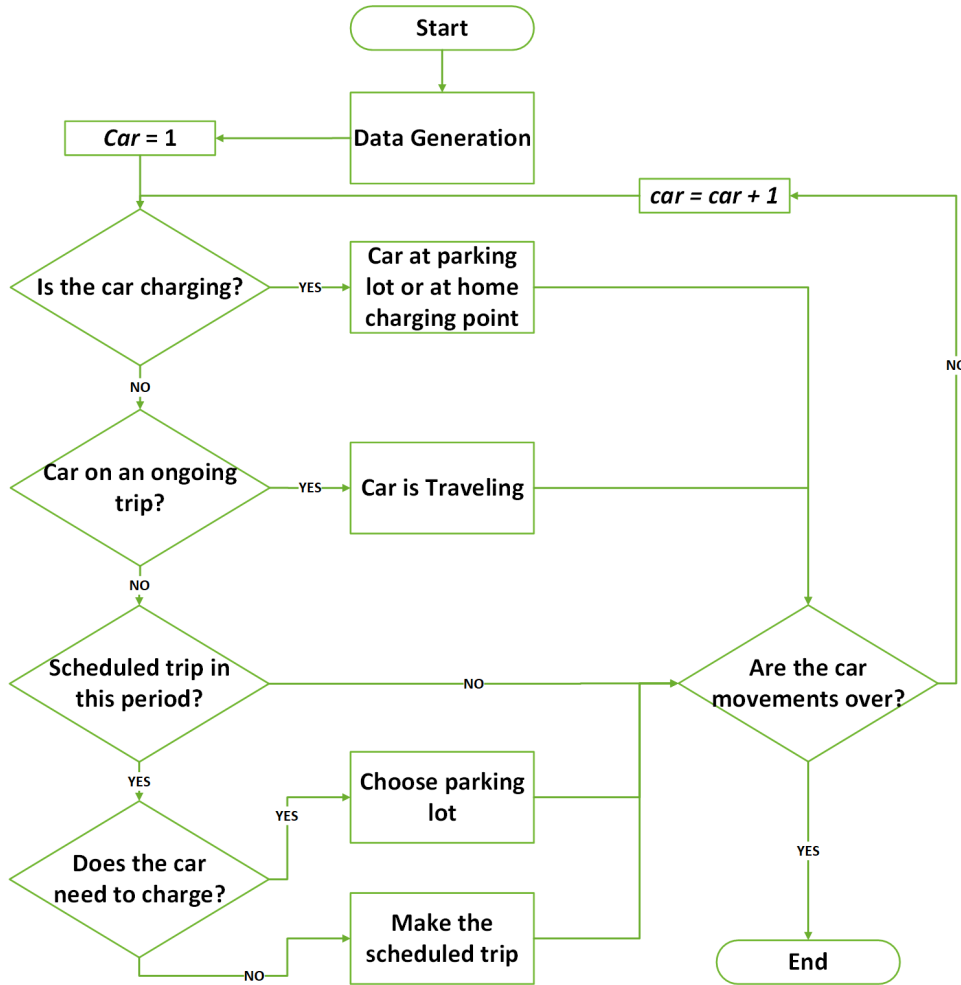 Start
Data Generation
Car = 1
car = car + 1
Is the car charging?
YES
Car at parking
lot or at home
charging point
NO
NO
Car on an ongoing
trip?
YES
Car is Traveling
NO
Scheduled trip in
this period?
NO
Are the car
movements over?
YES
Choose parking
lot
YES
Does the car
need to charge?
YES
Make the
scheduled trip
NO
End